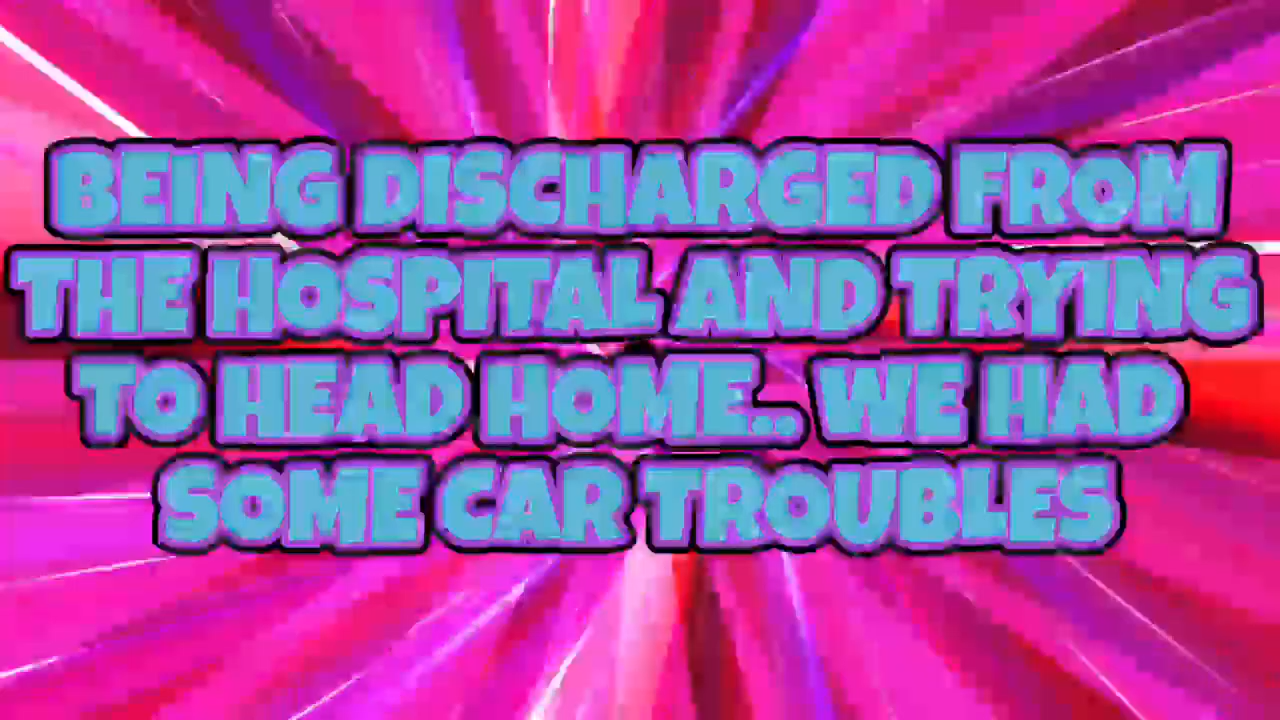 BEING DISCHARGED FROM
THE HOSPITAL AND TRYING
TO HEAD HOME.. WE HAD
SOME CAR TROUBLES